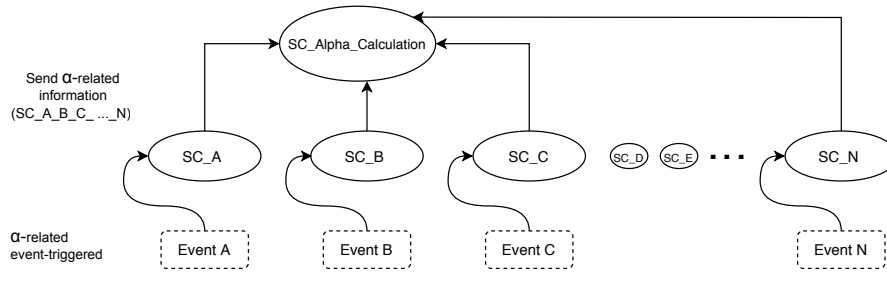 SC_Alpha_Calculation
Send α-related
information
(SC_A_B_C_ ..._N)
SC_A
SC_B
SC_C
SC_D
SC_E
...
SC_N
α-related
event-triggered
Event A
Event B
Event C
Event N